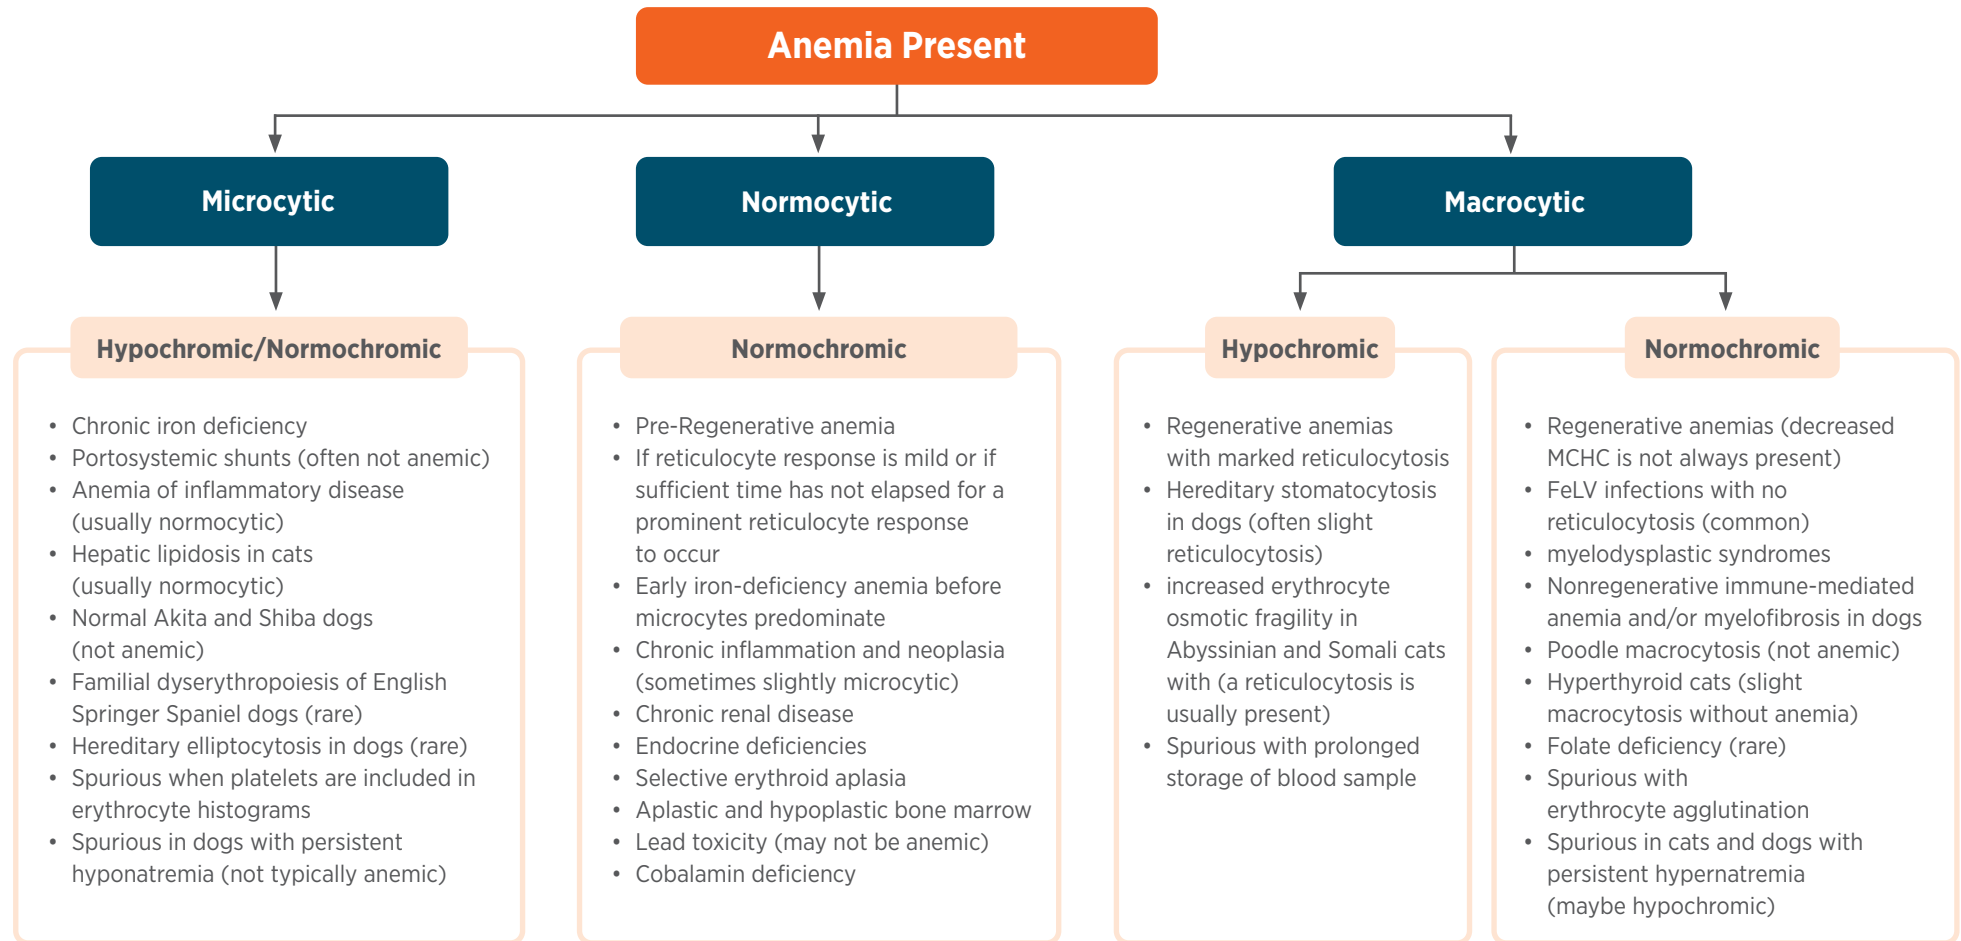 Anemia Present
Microcytic
Normocytic
Macrocytic
Hypochromic/Normochromic
• Chronic iron deficiency
• Portosystemic shunts (often not anemic)
• Anemia of inflammatory disease
(usually normocytic)
• Hepatic lipidosis in cats
(usually normocytic)
• Normal Akita and Shiba dogs
(not anemic)
• Familial dyserythropoiesis of English
Springer Spaniel dogs (rare)
• Hereditary elliptocytosis in dogs (rare)
• Spurious when platelets are included in
erythrocyte histograms
• Spurious in dogs with persistent
hyponatremia (not typically anemic)
Normochromic
• Pre-Regenerative anemia
• If reticulocyte response is mild or if
sufficient time has not elapsed for a
prominent reticulocyte response
to occur
• Early iron-deficiency anemia before
microcytes predominate
• Chronic inflammation and neoplasia
(sometimes slightly microcytic)
• Chronic renal disease
• Endocrine deficiencies
• Selective erythroid aplasia
• Aplastic and hypoplastic bone marrow
• Lead toxicity (may not be anemic)
• Cobalamin deficiency
Hypochromic
• Regenerative anemias
with marked reticulocytosis
• Hereditary stomatocytosis
in dogs (often slight
reticulocytosis)
• increased erythrocyte
osmotic fragility in
Abyssinian and Somali cats
with (a reticulocytosis is
usually present)
• Spurious with prolonged
storage of blood sample
Normochromic
• Regenerative anemias (decreased
MCHC is not always present)
• FeLV infections with no
reticulocytosis (common)
• myelodysplastic syndromes
• Nonregenerative immune-mediated
anemia and/or myelofibrosis in dogs
• Poodle macrocytosis (not anemic)
• Hyperthyroid cats (slight
macrocytosis without anemia)
• Folate deficiency (rare)
• Spurious with
erythrocyte agglutination
• Spurious in cats and dogs with
persistent hypernatremia
(maybe hypochromic)